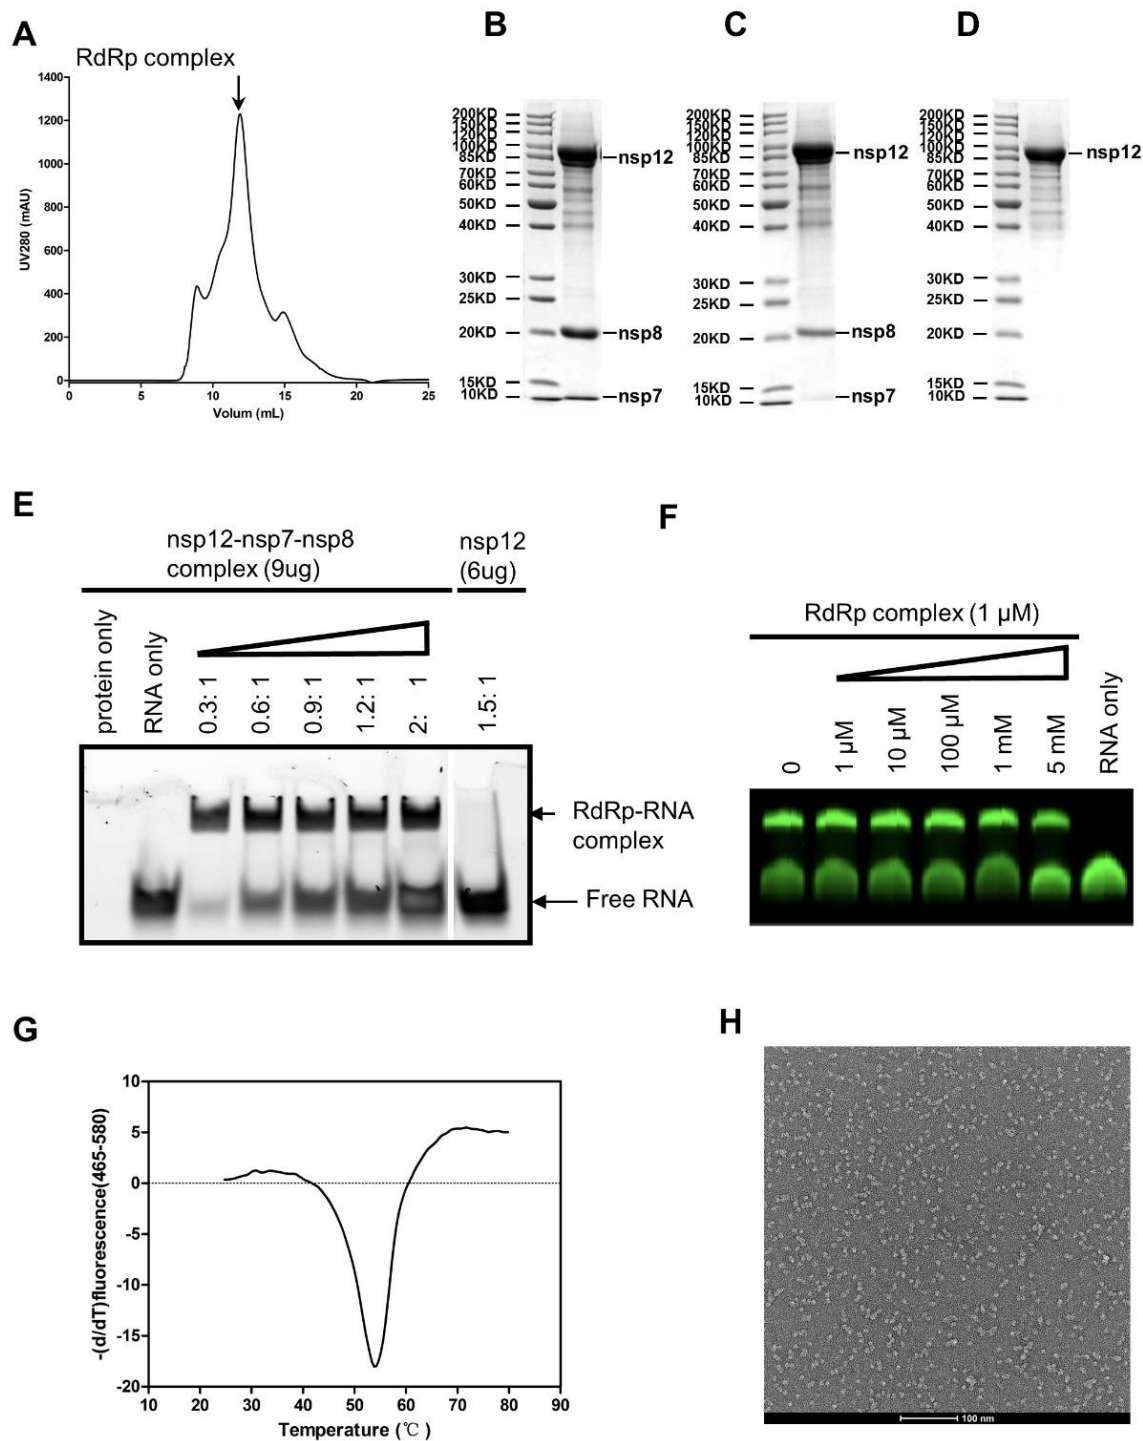 A
RdRp complex
1400
1200
1000
800
600
400
200
0
UV280 (mAU)
0 5 10 15 20 25
Volum (mL)
B
200KD
150KD
120KD
100KD
85KD
70KD
60KD
50KD
40KD
30KD
25KD
20KD
15KD
10KD
nsp12
nsp8
nsp7
C
200KD
150KD
120KD
100KD
85KD
70KD
60KD
50KD
40KD
30KD
25KD
20KD
15KD
10KD
nsp12
nsp8
nsp7
D
200KD
150KD
120KD
100KD
85KD
70KD
60KD
50KD
40KD
30KD
25KD
20KD
15KD
10KD
nsp12
E
nsp12-nsp7-nsp8
complex (9ug)
nsp12
(6ug)
protein only
RNA only
0.3: 1
0.6: 1
0.9: 1
1.2: 1
2: 1
1.5: 1
RdRp-RNA
complex
Free RNA
F
RdRp complex (1 μM)
0
1 μM
10 μM
100 μM
1 mM
5 mM
RNA only
G
10
5
0
-5
-10
-15
-20
-(d/dT)fluorescence(465-580)
10 20 30 40 50 60 70 80 90
Temperature (℃ )
H
100 nm